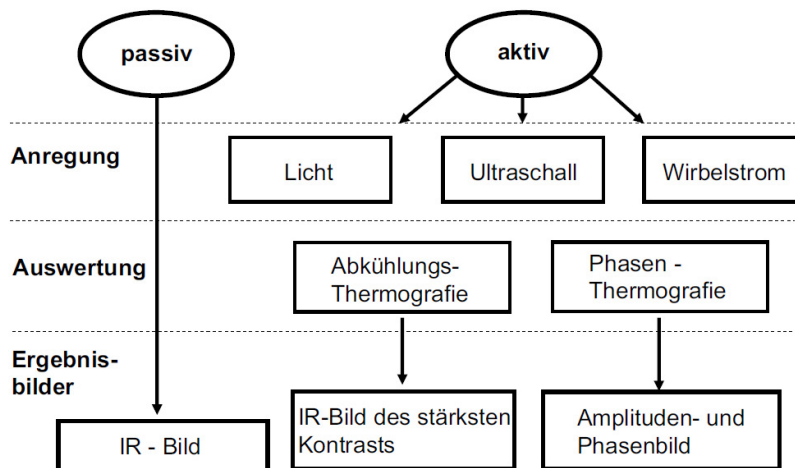 passiv
aktiv
Anregung
Licht
Ultraschall
Wirbelstrom
Auswertung
Abkühlungs-
Thermografie
Phasen -
Thermografie
Ergebnis-
bilder
IR - Bild
IR-Bild des stärksten
Kontrasts
Amplituden- und
Phasenbild